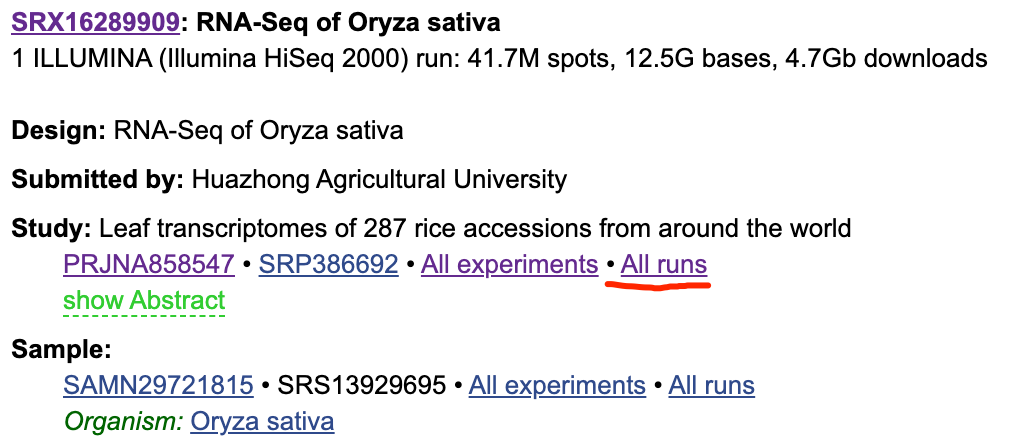 SRX16289909: RNA-Seq of Oryza sativa
1 ILLUMINA (Illumina HiSeq 2000) run: 41.7M spots, 12.5G bases, 4.7Gb downloads
Design: RNA-Seq of Oryza sativa
Submitted by: Huazhong Agricultural University
Study: Leaf transcriptomes of 287 rice accessions from around the world
PRJNA858547 • SRP386692 • All experiments • All runs
show Abstract
Sample:
SAMN29721815 • SRS13929695 • All experiments • All runs
Organism: Oryza sativa